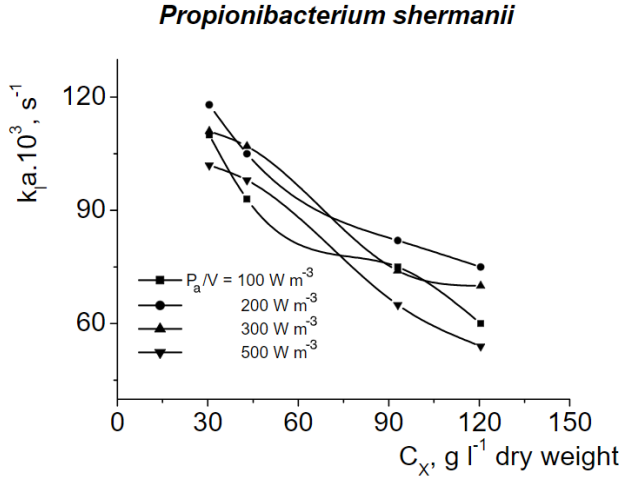 Propionibacterium shermanii
kₗa.10³, s⁻¹
120
90
60
Pₐ/V = 100 W m⁻³
200 W m⁻³
300 W m⁻³
500 W m⁻³
0 30 60 90 120 150
C_X, g l⁻¹ dry weight